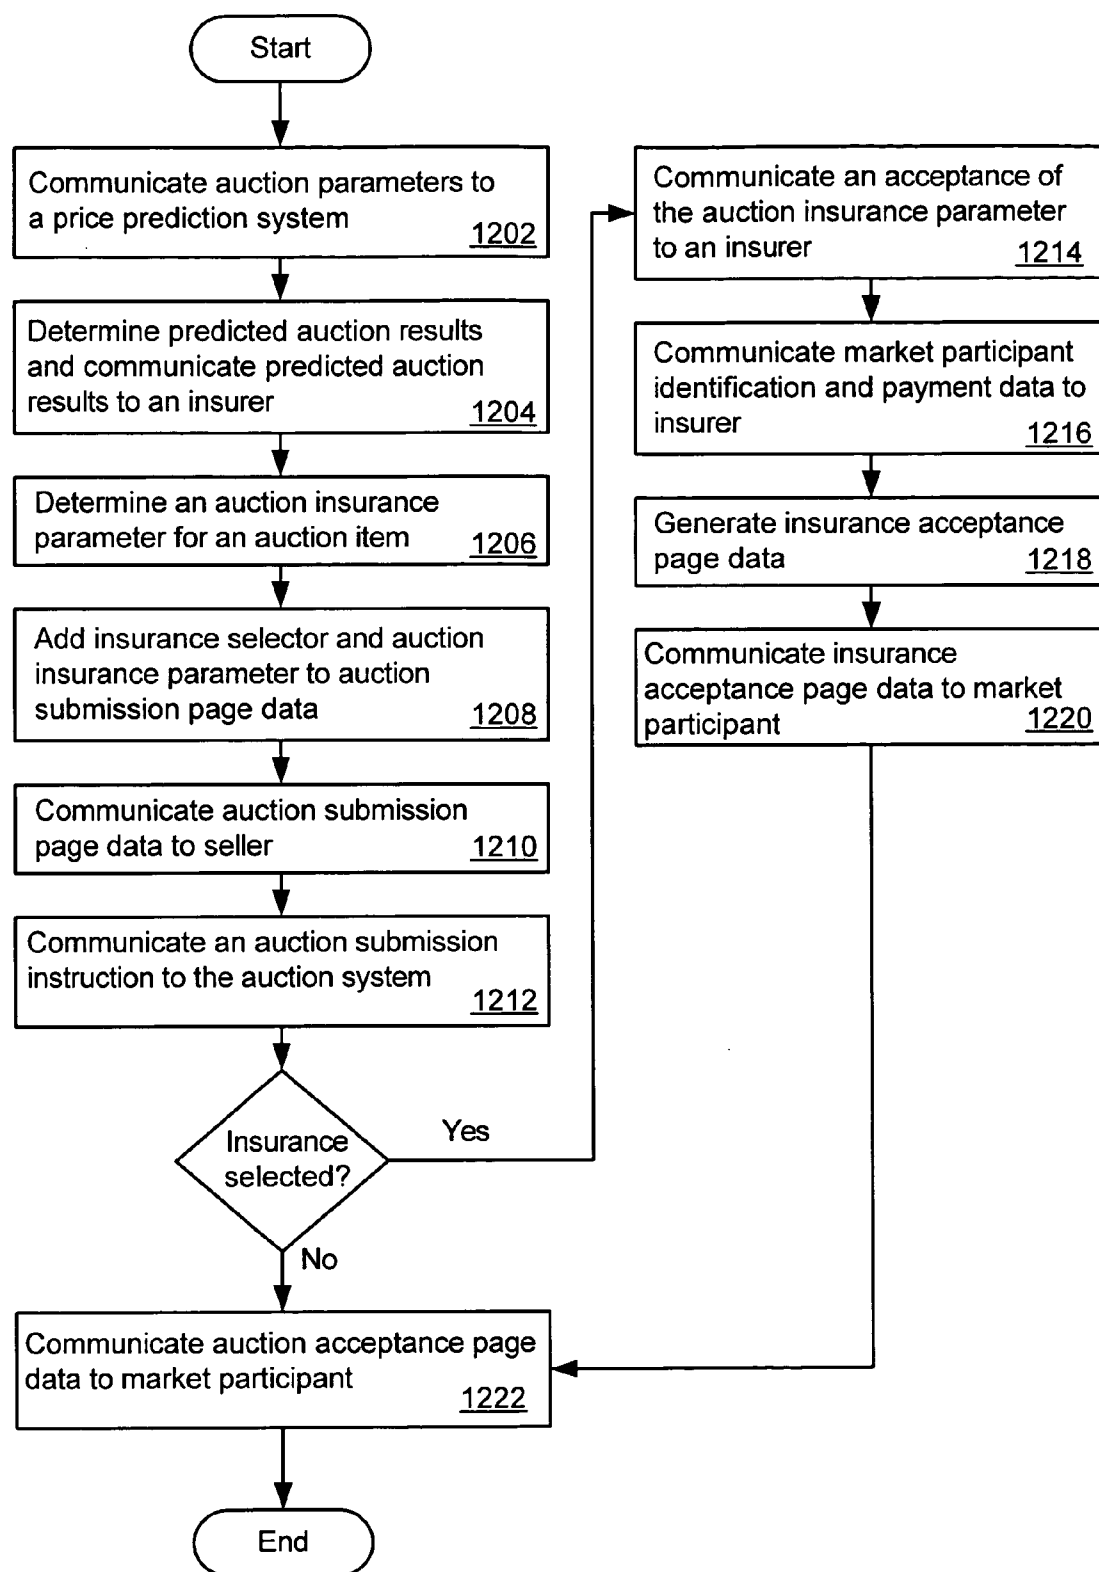 Start
Communicate auction parameters to
a price prediction system
1202
Determine predicted auction results
and communicate predicted auction
results to an insurer
1204
Determine an auction insurance
parameter for an auction item
1206
Add insurance selector and auction
insurance parameter to auction
submission page data
1208
Communicate auction submission
page data to seller
1210
Communicate an auction submission
instruction to the auction system
1212
Insurance
selected?
Yes
No
Communicate an acceptance of
the auction insurance parameter
to an insurer
1214
Communicate market participant
identification and payment data to
insurer
1216
Generate insurance acceptance
page data
1218
Communicate insurance
acceptance page data to market
participant
1220
Communicate auction acceptance page
data to market participant
1222
End